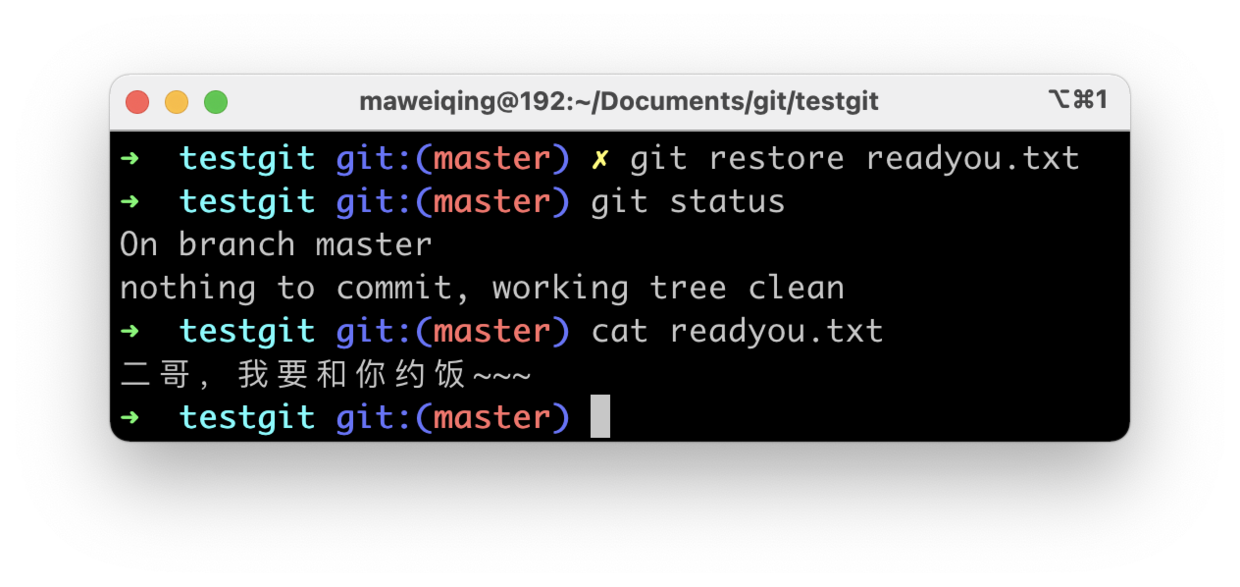 maweiqing@192:~/Documents/git/testgit ⌥⌘1
➜ testgit git:(master) ✗ git restore readyou.txt
➜ testgit git:(master) git status
On branch master
nothing to commit, working tree clean
➜ testgit git:(master) cat readyou.txt
二哥，我要和你约饭~~~
➜ testgit git:(master)